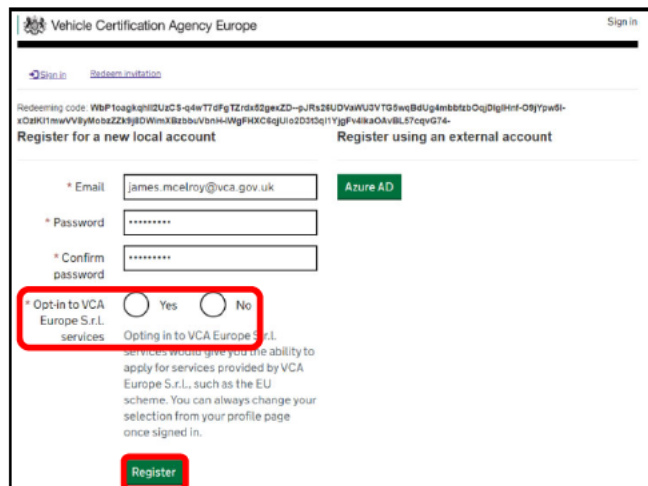 Vehicle Certification Agency Europe
Sign in
Sign in Redeem invitation
Redeeming code:
Register for a new local account
Register using an external account
* Email james.mcelroy@vca.gov.uk
Azure AD
* Password
* Confirm password
* Opt-in to VCA Europe S.r.l. services
Yes No
Opting in to VCA Europe S.r.l.
services would give you the ability to
apply for services provided by VCA
Europe S.r.l., such as the EU
scheme. You can always change your
selection from your profile page
once signed in.
Register